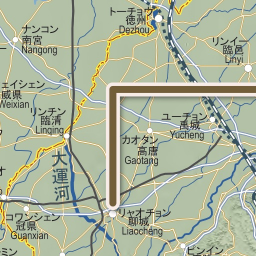 トーチョウ
徳州
Dezhou
ナンコン
南宮
Nangong
リンイー
臨邑
Linyi
ウェイシェン
威県
Weixian
リンチン
臨清
Linqing
ユーチョン
禹城
Yucheng
カオタン
高唐
Gaotang
大運河
コワンシェン
冠県
Guanxian
リャオチョン
聊城
Liaocheng